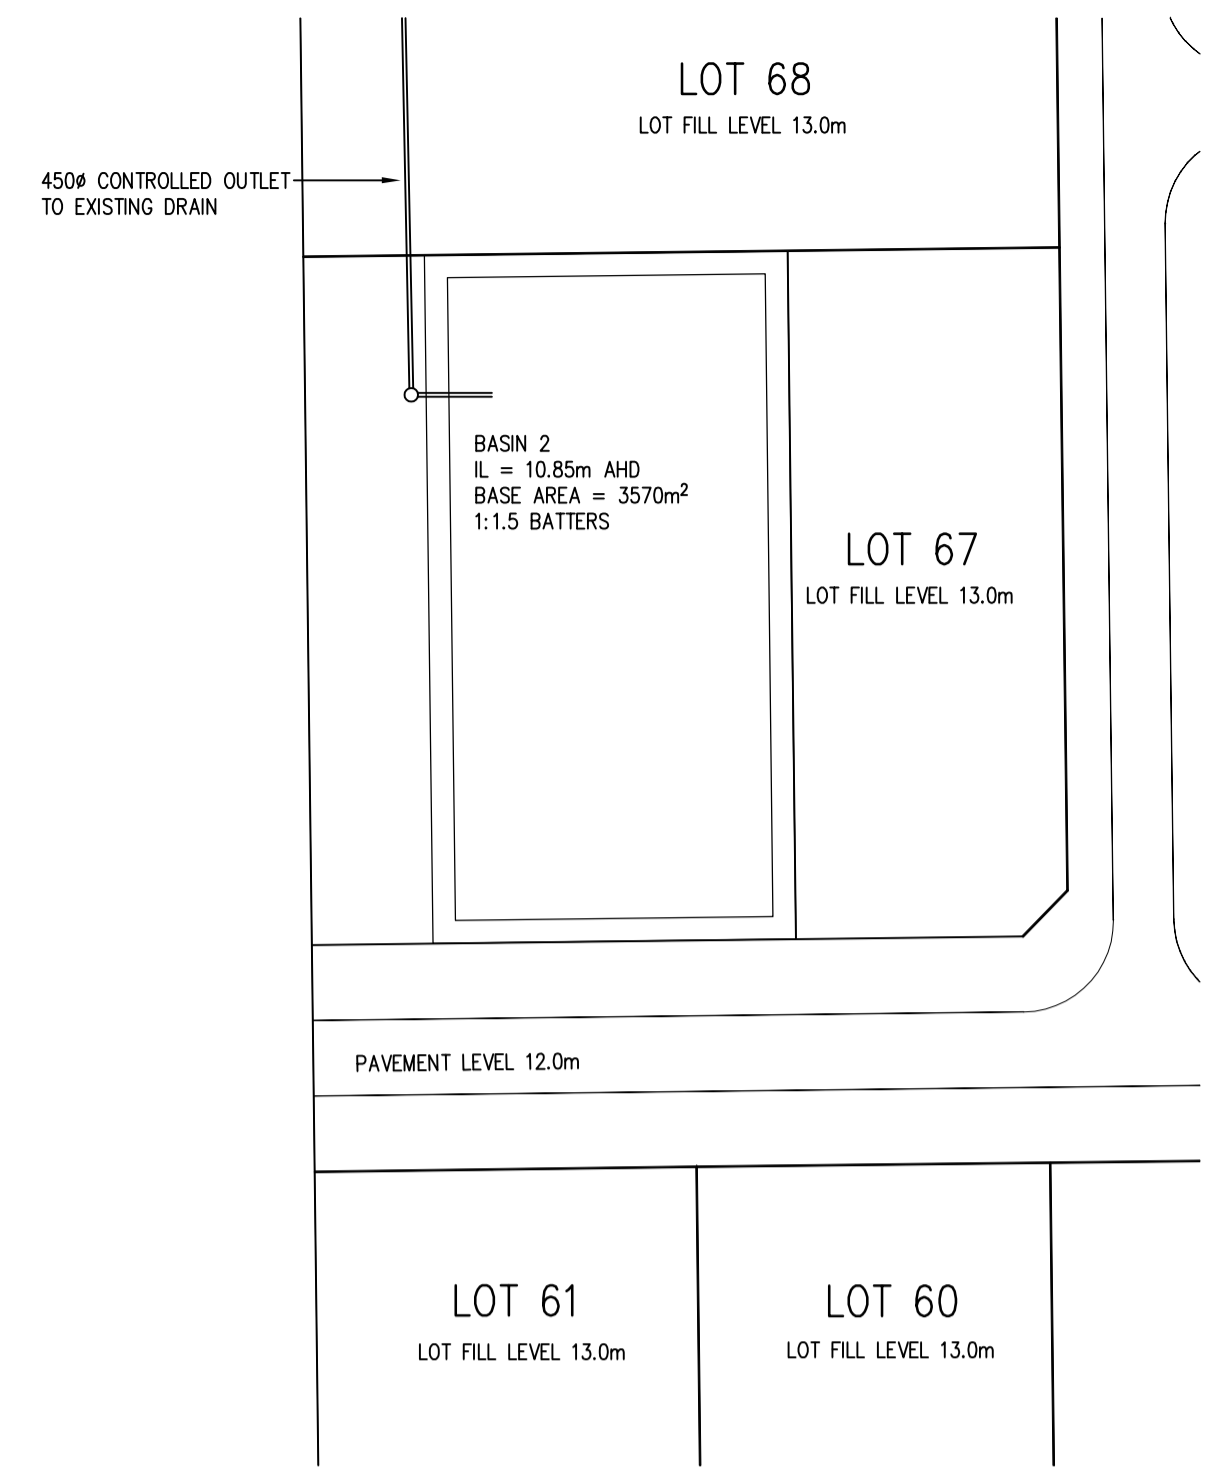 LOT 68
LOT FILL LEVEL 13.0m
450ø CONTROLLED OUTLET
TO EXISTING DRAIN
BASIN 2
IL = 10.85m AHD
BASE AREA = 3570m²
1:1.5 BATTERS
LOT 67
LOT FILL LEVEL 13.0m
PAVEMENT LEVEL 12.0m
LOT 61
LOT FILL LEVEL 13.0m
LOT 60
LOT FILL LEVEL 13.0m